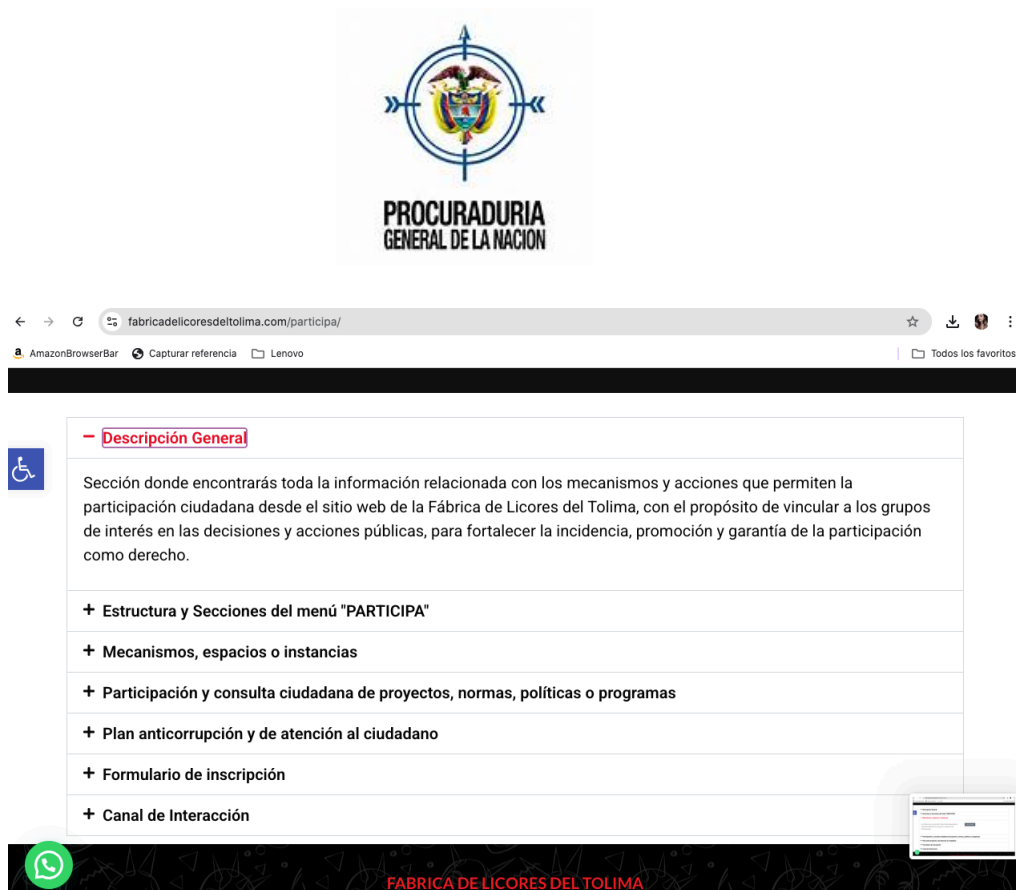 PROCURADURIA
GENERAL DE LA NACION
fabricadelicoresdeltolima.com/participa/
AmazonBrowserBar Capturar referencia Lenovo Todos los favoritos
− Descripción General
Sección donde encontrarás toda la información relacionada con los mecanismos y acciones que permiten la
participación ciudadana desde el sitio web de la Fábrica de Licores del Tolima, con el propósito de vincular a los grupos
de interés en las decisiones y acciones públicas, para fortalecer la incidencia, promoción y garantía de la participación
como derecho.
+ Estructura y Secciones del menú "PARTICIPA"
+ Mecanismos, espacios o instancias
+ Participación y consulta ciudadana de proyectos, normas, políticas o programas
+ Plan anticorrupción y de atención al ciudadano
+ Formulario de inscripción
+ Canal de Interacción
FABRICA DE LICORES DEL TOLIMA